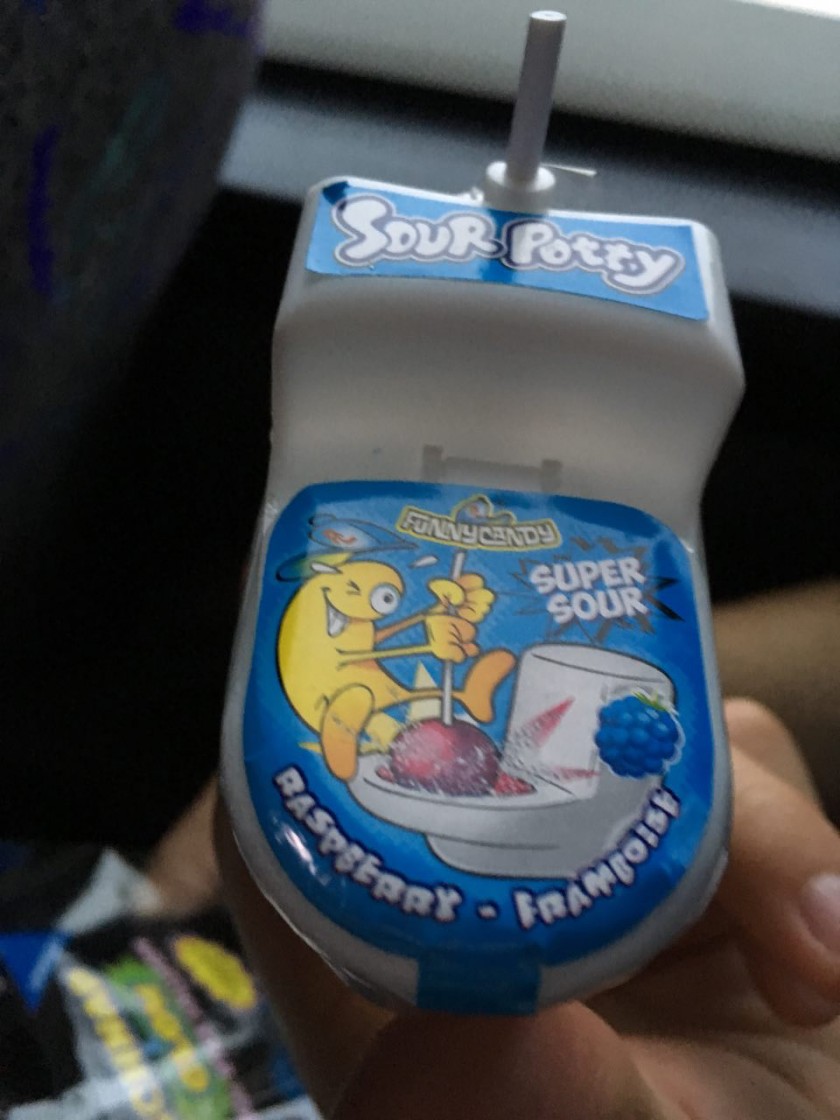 SOUR POTTY
FUNNY CANDY
SUPER
SOUR
RASPBERRY - FRAMBOISE